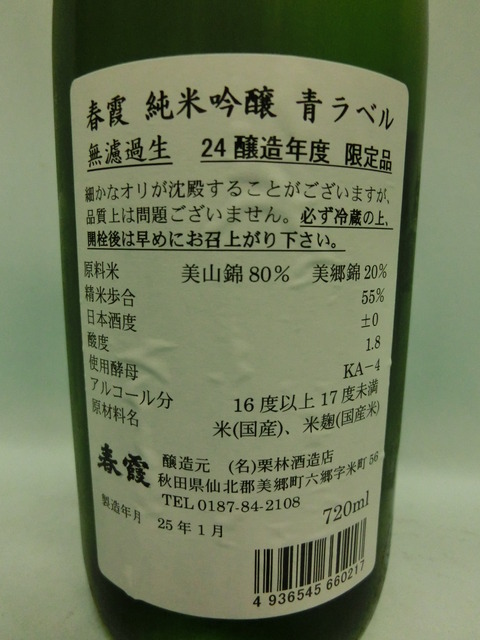 春霞 純米吟醸 青ラベル
無濾過生 24醸造年度 限定品
細かなオリが沈殿することがございますが、
品質上は問題ございません。必ず冷蔵の上、
開栓後は早めにお召上がり下さい。
原料米 美山錦80% 美郷錦20%
精米歩合 55%
日本酒度 ±0
酸度 1.8
使用酵母 KA-4
アルコール分 16度以上17度未満
原材料名 米(国産)、米麹(国産米)
春霞 醸造元 (名)栗林酒造店
秋田県仙北郡美郷町六郷字米町56
TEL0187-84-2108
製造年月 25年1月 720ml
4 936545 660217